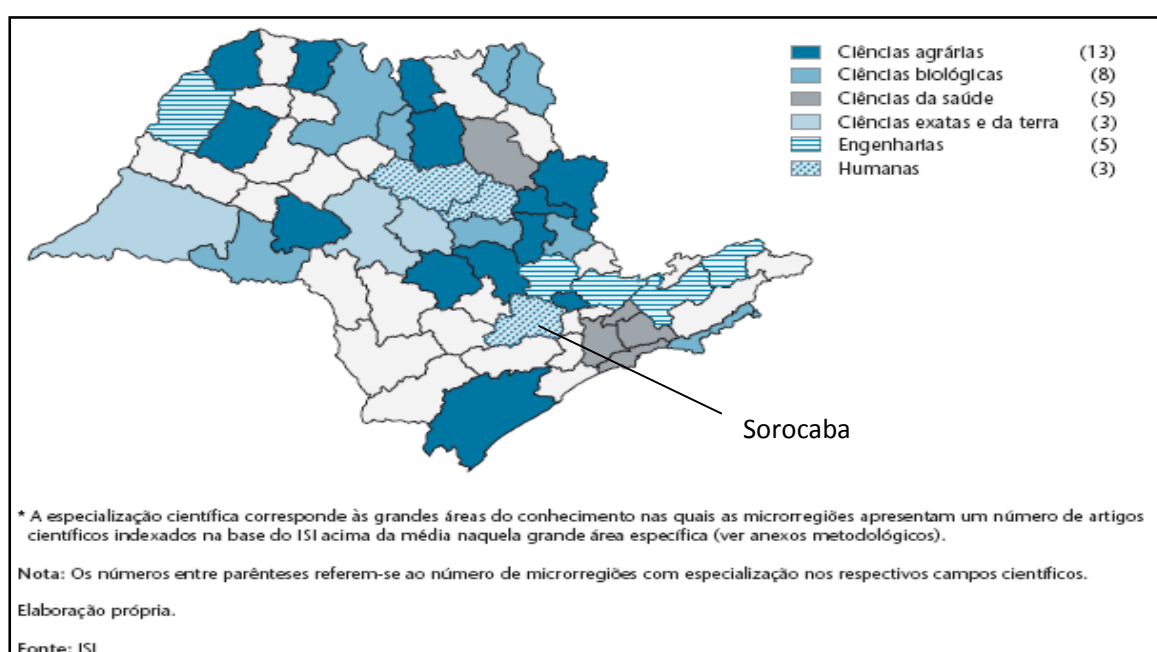 Ciências agrárias (13)
Ciências biológicas (8)
Ciências da saúde (5)
Ciências exatas e da terra (3)
Engenharias (5)
Humanas (3)
Sorocaba
* A especialização científica corresponde às grandes áreas do conhecimento nas quais as microrregiões apresentam um número de artigos
científicos indexados na base do ISI acima da média naquela grande área específica (ver anexos metodológicos).
Nota: Os números entre parênteses referem-se ao número de microrregiões com especialização nos respectivos campos científicos.
Elaboração própria.
Fonte: ISI